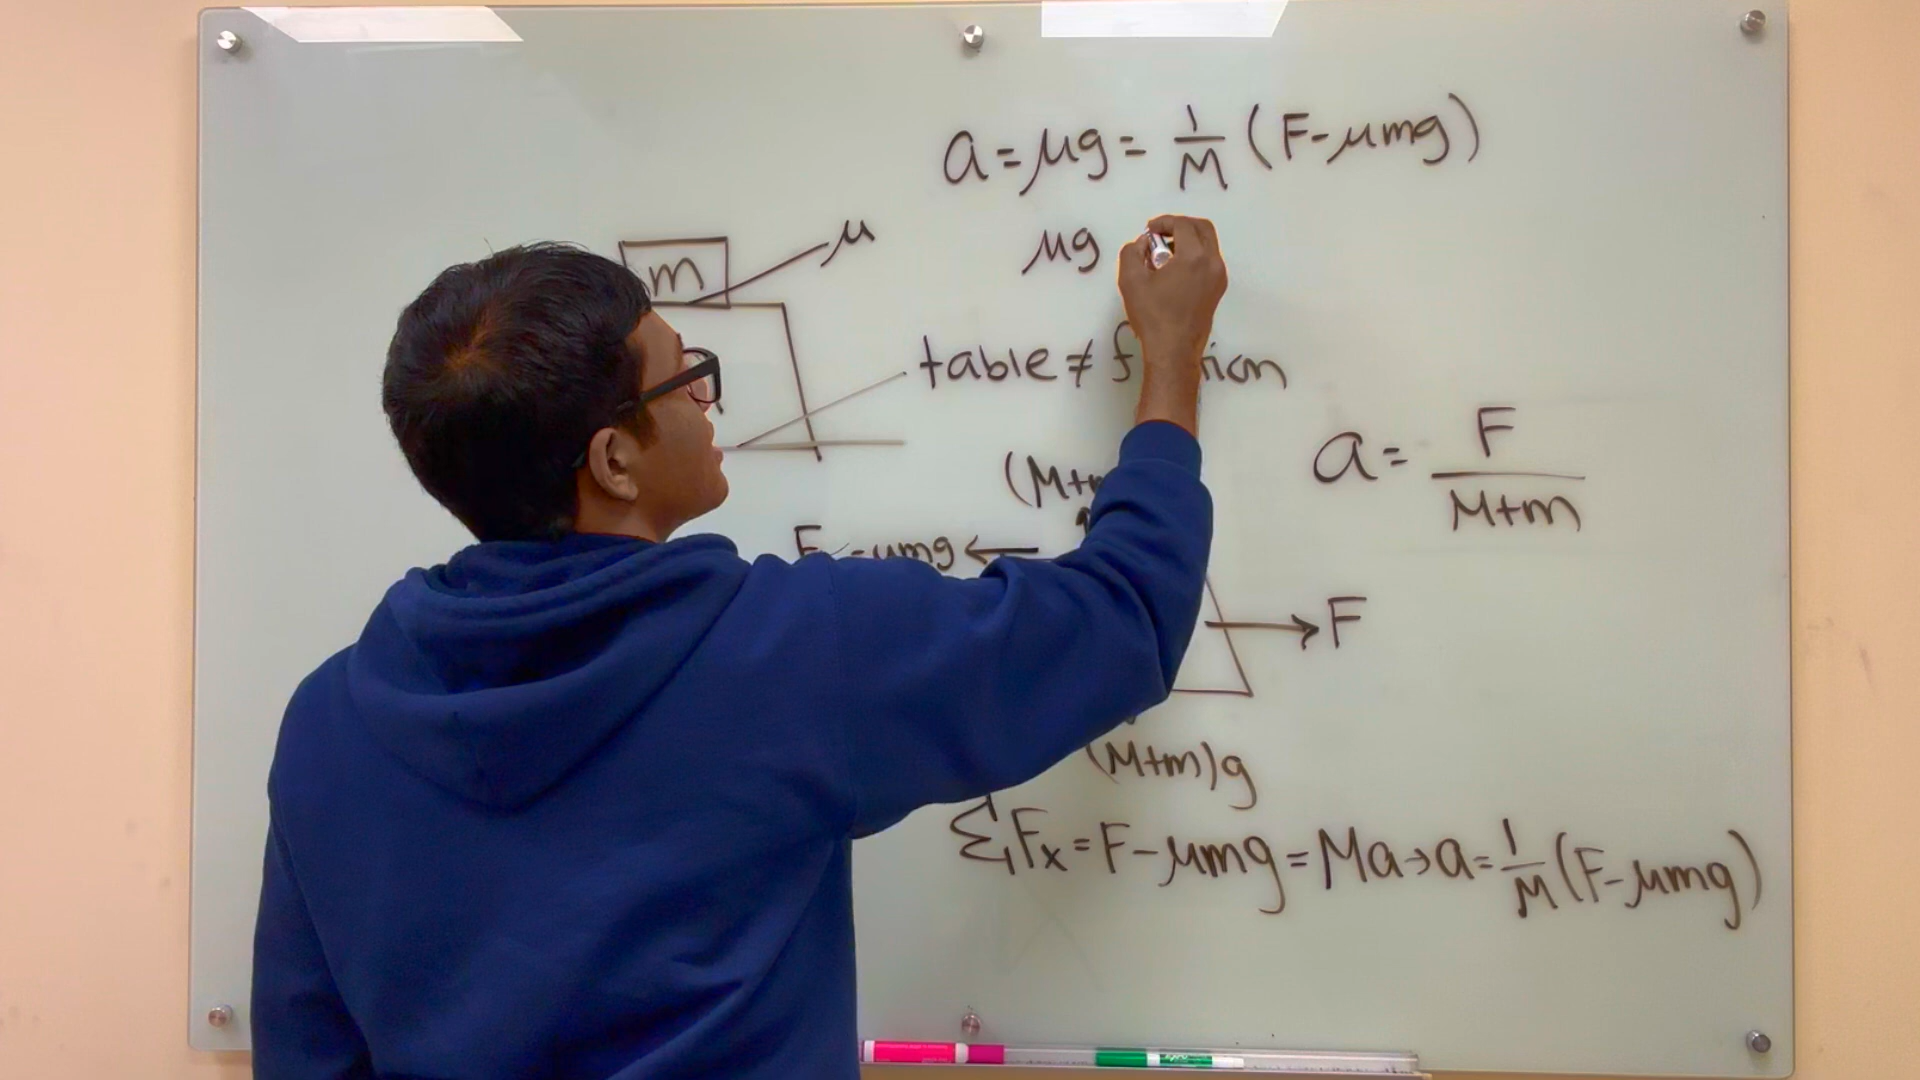 a = μg = 1/M (F-μmg)
μg
m
μ
table ≠
a = F/M+m
(M+
-μmg ←
→ F
(M+m)g
ΣFx = F-μmg = Ma → a = 1/M (F-μmg)